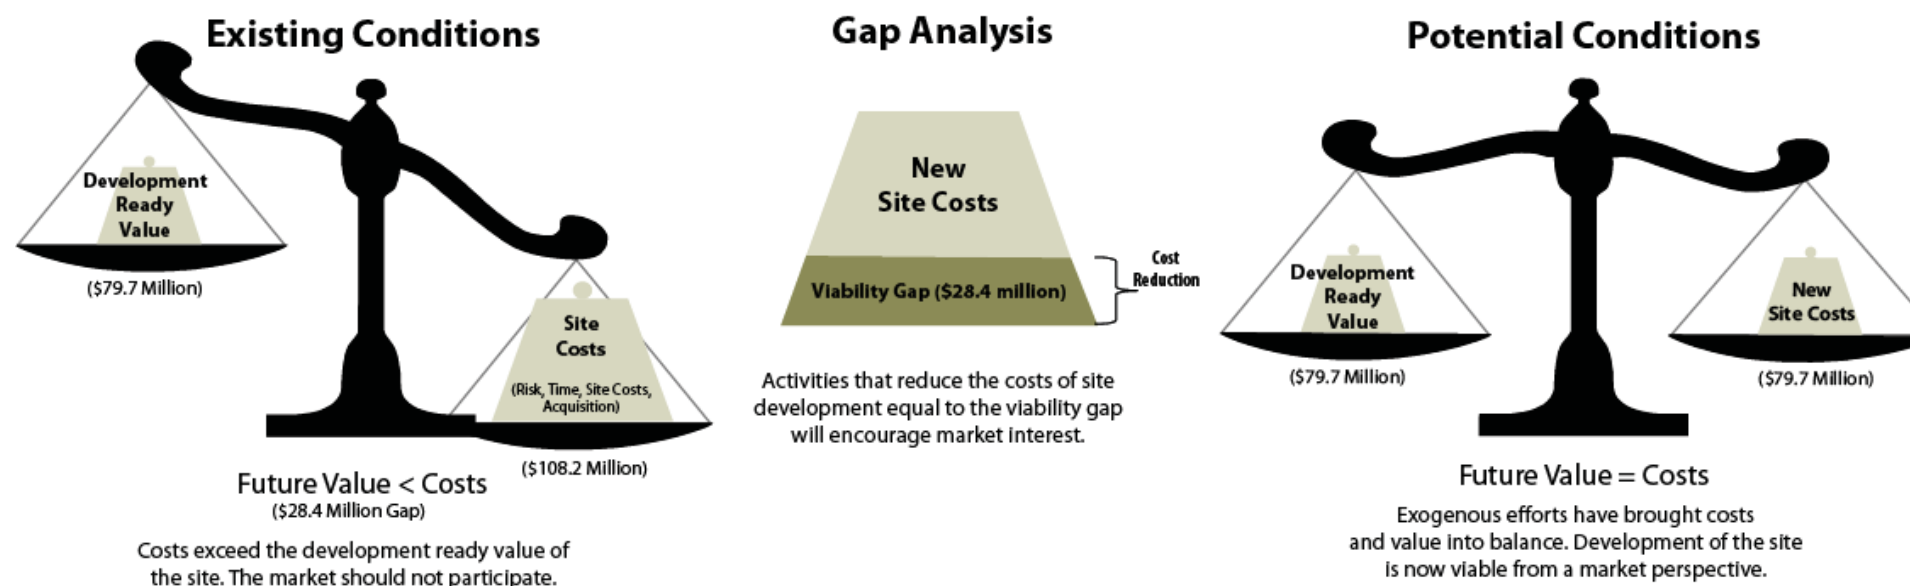 Existing Conditions
Development
Ready
Value
($79.7 Million)
Site
Costs
(Risk, Time, Site Costs,
Acquisition)
($108.2 Million)
Future Value < Costs
($28.4 Million Gap)
Costs exceed the development ready value of
the site. The market should not participate.
Gap Analysis
New
Site Costs
Viability Gap ($28.4 million)
Cost
Reduction
Activities that reduce the costs of site
development equal to the viability gap
will encourage market interest.
Potential Conditions
Development
Ready
Value
($79.7 Million)
New
Site Costs
($79.7 Million)
Future Value = Costs
Exogenous efforts have brought costs
and value into balance. Development of the site
is now viable from a market perspective.